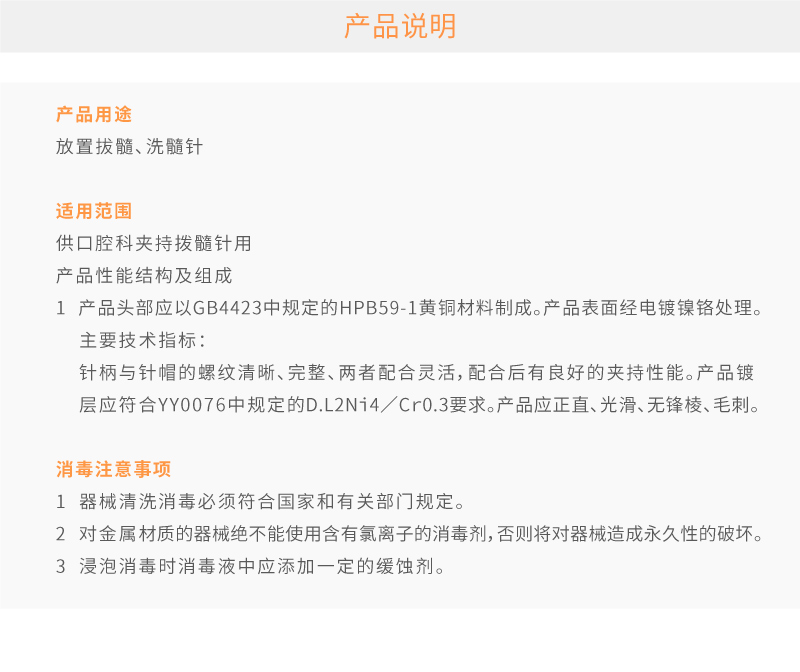 产品说明
产品用途
放置拔髓、洗髓针
适用范围
供口腔科夹持拨髓针用
产品性能结构及组成
1 产品头部应以GB4423中规定的HPB59-1黄铜材料制成。产品表面经电镀镍铬处理。
主要技术指标：
针柄与针帽的螺纹清晰、完整、两者配合灵活，配合后有良好的夹持性能。产品镀
层应符合YY0076中规定的D.L2Ni4／Cr0.3要求。产品应正直、光滑、无锋棱、毛刺。
消毒注意事项
1 器械清洗消毒必须符合国家和有关部门规定。
2 对金属材质的器械绝不能使用含有氯离子的消毒剂，否则将对器械造成永久性的破坏。
3 浸泡消毒时消毒液中应添加一定的缓蚀剂。